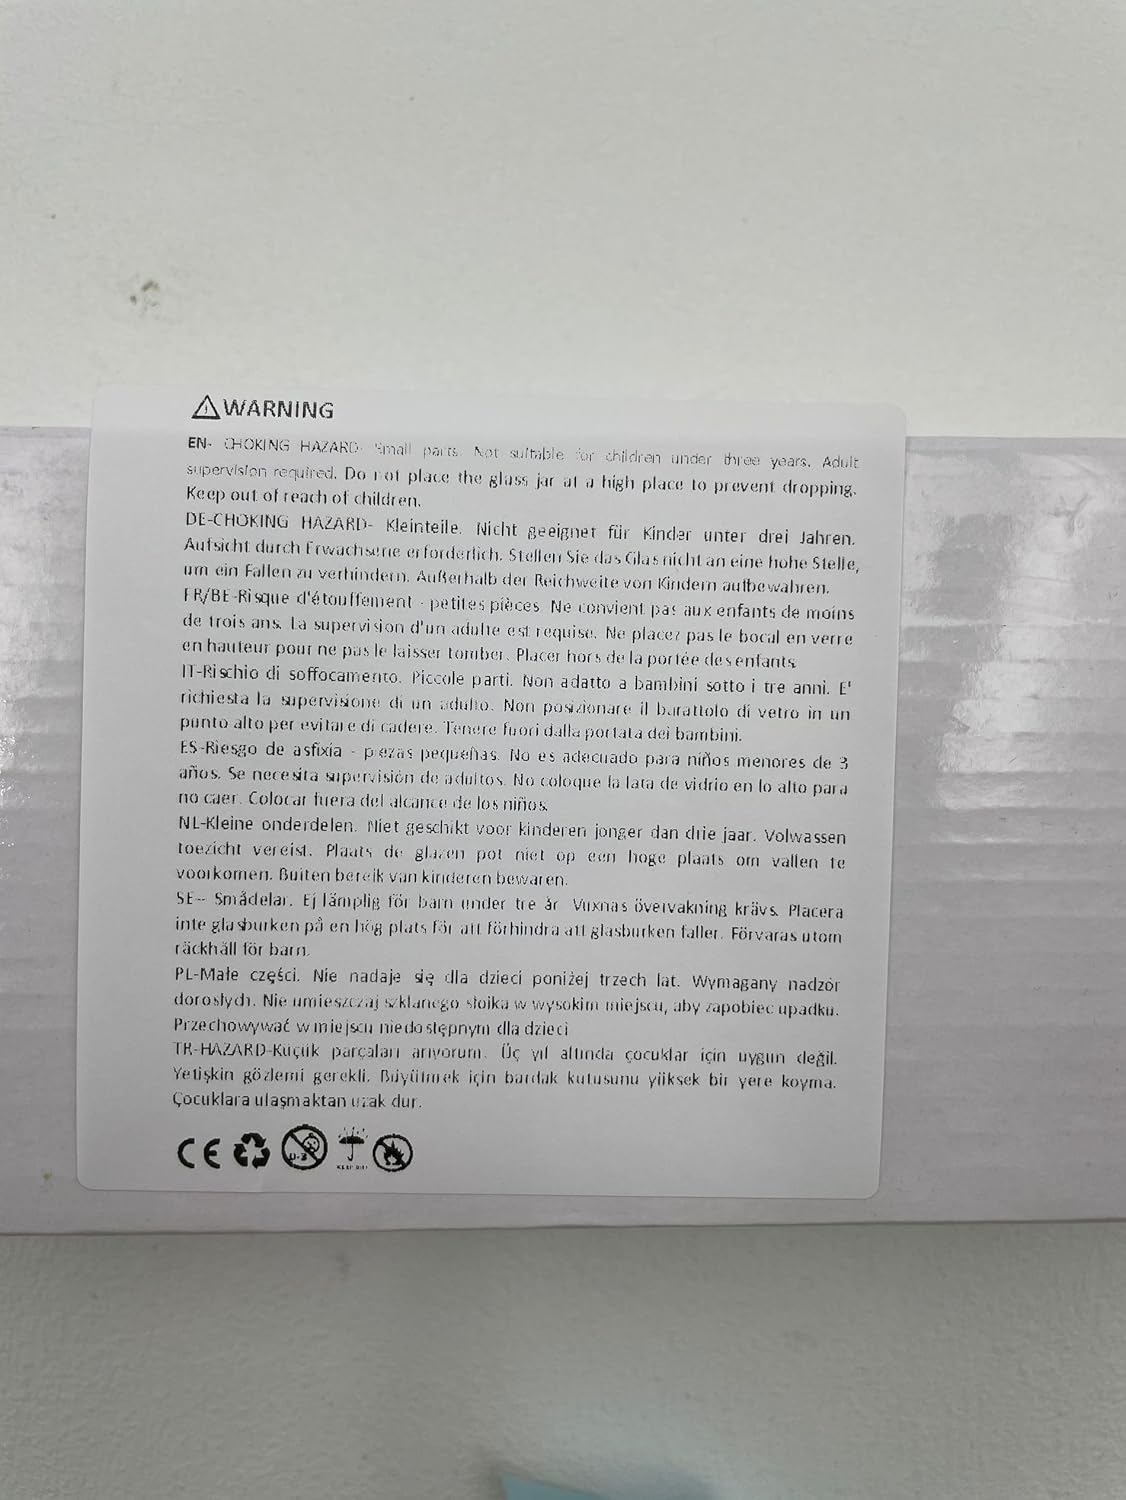 WARNING
EN- CHOKING HAZARD- Small parts. Not suitable for children under three years. Adult
supervision required. Do not place the glass jar at a high place to prevent dropping.
Keep out of reach of children.
DE-CHOKING HAZARD- Kleinteile. Nicht geeignet für Kinder unter drei Jahren.
Aufsicht durch Erwachsene erforderlich. Stellen Sie das Glas nicht an eine hohe Stelle,
um ein Fallen zu verhindern. Außerhalb der Reichweite von Kindern aufbewahren.
FR/BE-Risque d'étouffement - petites pièces. Ne convient pas aux enfants de moins
de trois ans. La supervision d'un adulte est requise. Ne placez pas le bocal en verre
en hauteur pour ne pas le laisser tomber. Placer hors de la portée des enfants.
IT-Rischio di soffocamento. Piccole parti. Non adatto a bambini sotto i tre anni. E'
richiesta la supervisione di un adulto. Non posizionare il barattolo di vetro in un
punto alto per evitare di cadere. Tenere fuori dalla portata dei bambini.
ES-Riesgo de asfixia - piezas pequeñas. No es adecuado para niños menores de 3
años. Se necesita supervisión de adultos. No coloque la lata de vidrio en lo alto para
no caer. Colocar fuera del alcance de los niños.
NL-Kleine onderdelen. Niet geschikt voor kinderen jonger dan drie jaar. Volwassen
toezicht vereist. Plaats de glazen pot niet op een hoge plaats om vallen te
voorkomen. Buiten bereik van kinderen bewaren.
SE-- Smådelar. Ej lämplig för barn under tre år. Vuxnas övervakning krävs. Placera
inte glasburken på en hög plats för att förhindra att glasburken faller. Förvaras utom
räckhåll för barn.
PL-Małe części. Nie nadaje się dla dzieci poniżej trzech lat. Wymagany nadzór
dorosłych. Nie umieszczaj szklanego słoika w wysokim miejscu, aby zapobiec upadku.
Przechowywać w miejscu niedostępnym dla dzieci
TR-HAZARD-Küçük parçaları arıyorum. Üç yıl altında çocuklar için uygun değil.
Yetişkin gözlemi gerekli. Büyütmek için bardak kutusunu yüksek bir yere koyma.
Çocuklara ulaşmaktan uzak dur.
CE 0-3 KEEP DRY